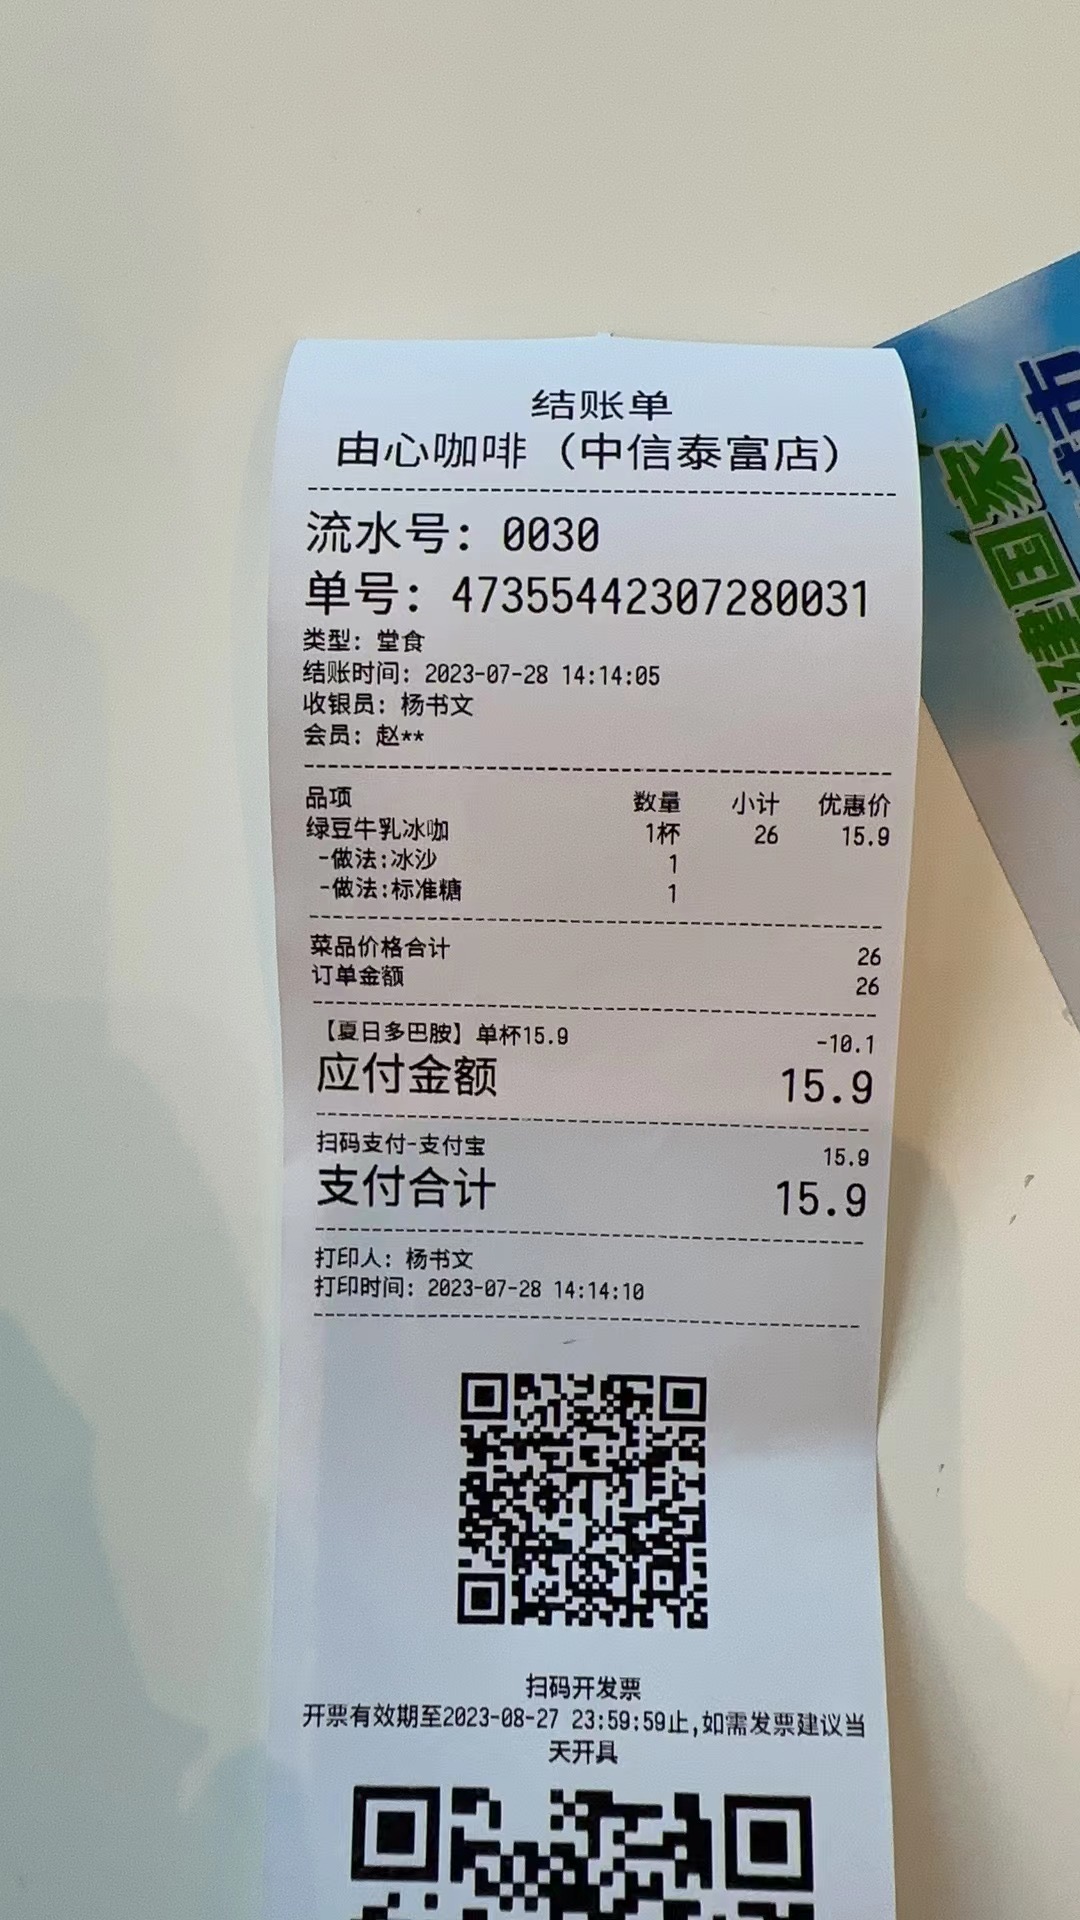 结账单
由心咖啡（中信泰富店）
流水号: 0030
单号: 47355442307280031
类型: 堂食
结账时间: 2023-07-28 14:14:05
收银员: 杨书文
会员: 赵**
品项 数量 小计 优惠价
绿豆牛乳冰咖 1杯 26 15.9
-做法:冰沙 1
-做法:标准糖 1
菜品价格合计 26
订单金额 26
【夏日多巴胺】单杯15.9 -10.1
应付金额 15.9
扫码支付-支付宝 15.9
支付合计 15.9
打印人: 杨书文
打印时间: 2023-07-28 14:14:10
扫码开发票
开票有效期至2023-08-27 23:59:59止,如需发票建议当
天开具